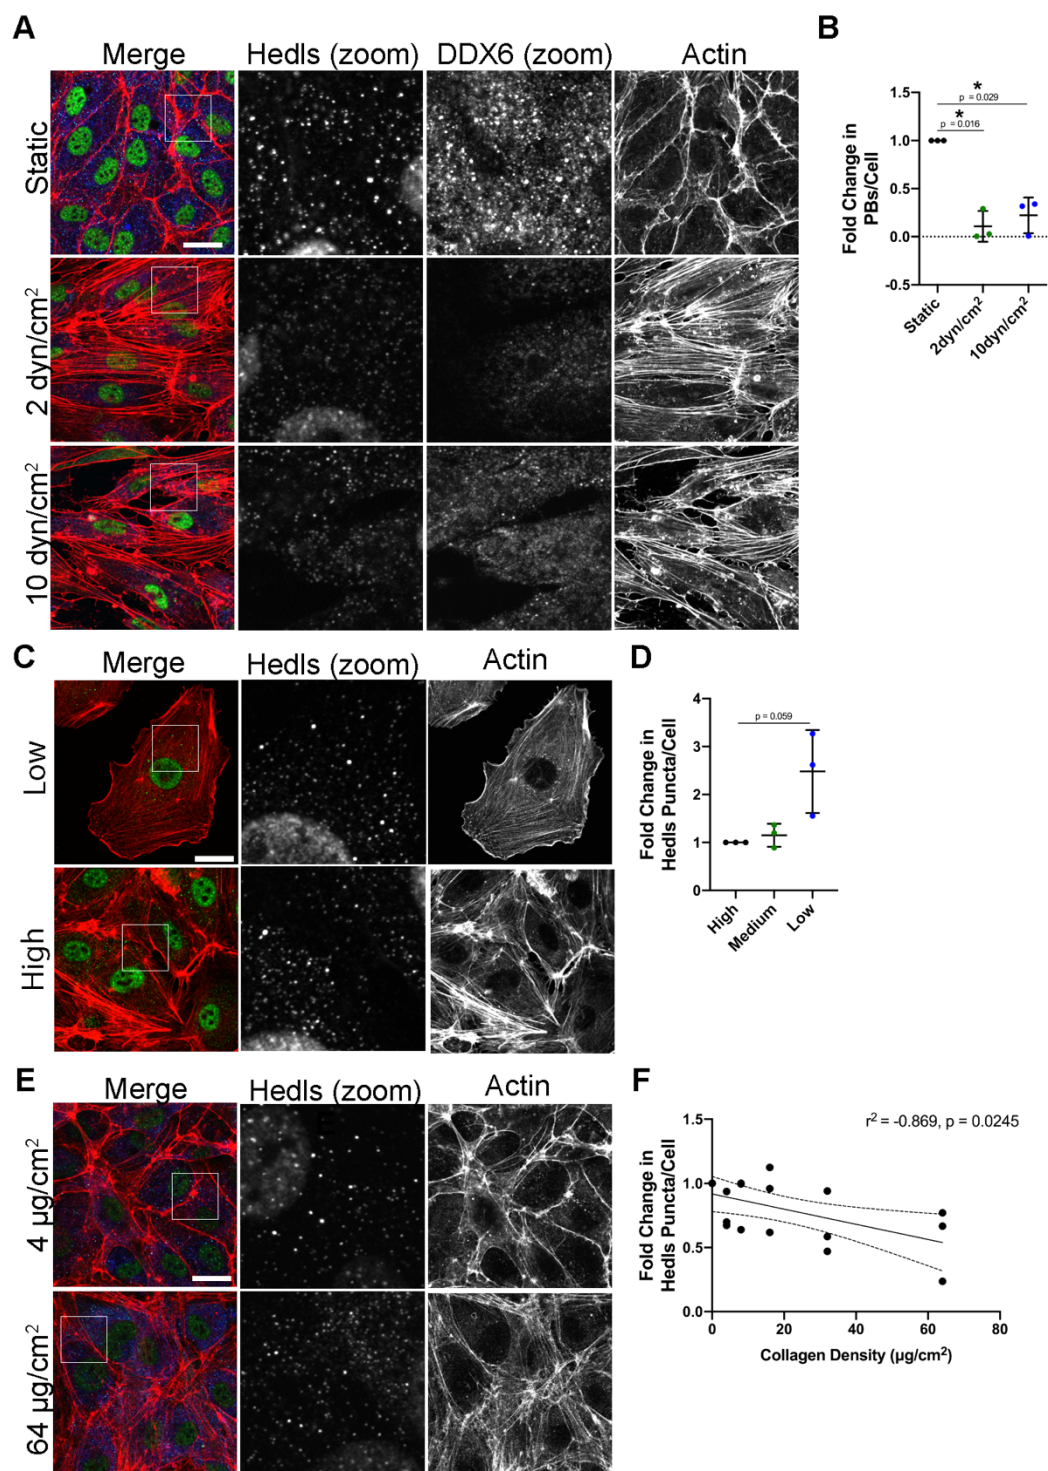 A
Merge Hedls (zoom) DDX6 (zoom) Actin
Static
2 dyn/cm²
10 dyn/cm²
B
Fold Change in
PBs/Cell
1.5
1.0
0.5
0.0
-0.5
*
p = 0.029
*
p = 0.016
Static
2dyn/cm²
10dyn/cm²
C
Merge Hedls (zoom) Actin
Low
High
D
Fold Change in
Hedls Puncta/Cell
4
3
2
1
0
p = 0.059
High
Medium
Low
E
Merge Hedls (zoom) Actin
E
4 µg/cm²
64 µg/cm²
F
Fold Change in
Hedls Puncta/Cell
1.5
1.0
0.5
0.0
r² = -0.869, p = 0.0245
0 20 40 60 80
Collagen Density (µg/cm²)